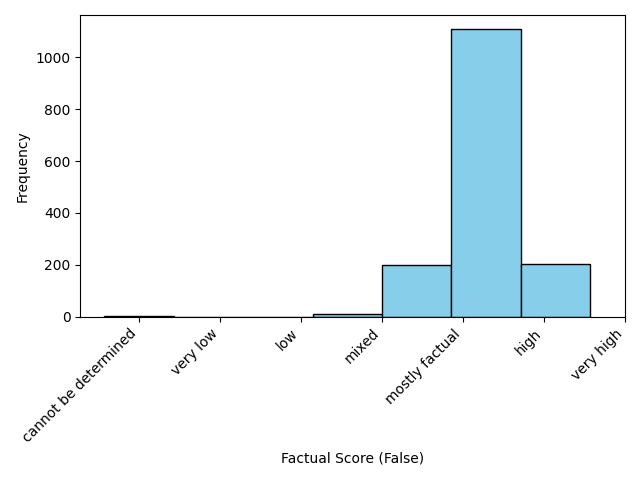 1000
800
600
400
200
0
Frequency
cannot be determined
very low
low
mixed
mostly factual
high
very high
Factual Score (False)